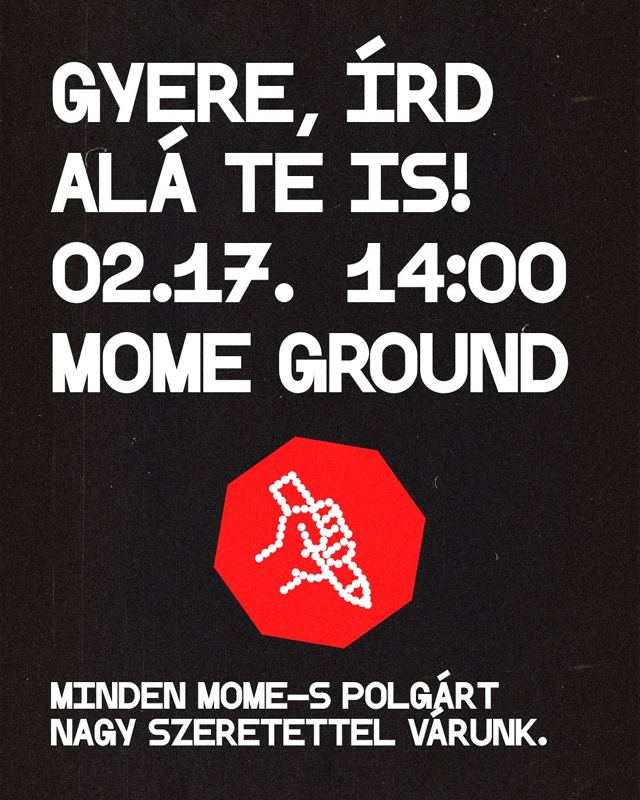 GYERE, ÍRD
ALÁ TE IS!
02.17. 14:00
MOME GROUND
MINDEN MOME–S POLGÁRT
NAGY SZERETETTEL VÁRUNK.